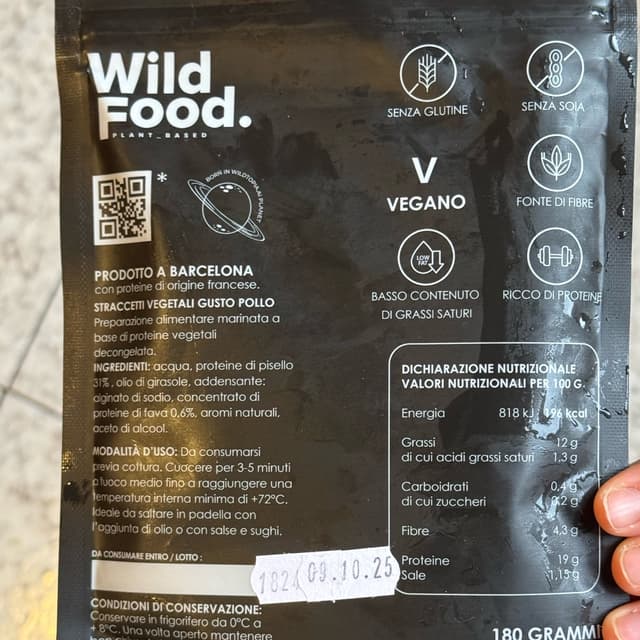 Wild
Food.
PLANT_BASED
*
BORN IN WILDTOPIA PLANET
SENZA GLUTINE
SENZA SOIA
V
VEGANO
FONTE DI FIBRE
LOW
FAT
BASSO CONTENUTO
DI GRASSI SATURI
RICCO DI PROTEINE
PRODOTTO A BARCELONA
con proteine di origine francese.
STRACCETTI VEGETALI GUSTO POLLO
Preparazione alimentare marinata a
base di proteine vegetali
decongelata.
INGREDIENTI: acqua, proteine di pisello
31%, olio di girasole, addensante:
alginato di sodio, concentrato di
proteine di fava 0,6%, aromi naturali,
aceto di alcool.
MODALITÀ D'USO: Da consumarsi
previa cottura. Cuocere per 3-5 minuti
a fuoco medio fino a raggiungere una
temperatura interna minima di +72°C.
Ideale da saltare in padella con
l'aggiunta di olio o con salse e sughi.
DA CONSUMARE ENTRO / LOTTO :
1824 09.10.25
CONDIZIONI DI CONSERVAZIONE:
Conservare in frigorifero da 0°C a
+ 8°C. Una volta aperto mantenere
DICHIARAZIONE NUTRIZIONALE
VALORI NUTRIZIONALI PER 100 G.
Energia 818 kJ 196 kcal
Grassi 12 g
di cui acidi grassi saturi 1,3 g
Carboidrati 0,4 g
di cui zuccheri 0,2 g
Fibre 4,3 g
Proteine 19 g
Sale 1,15 g
180 GRAMMI